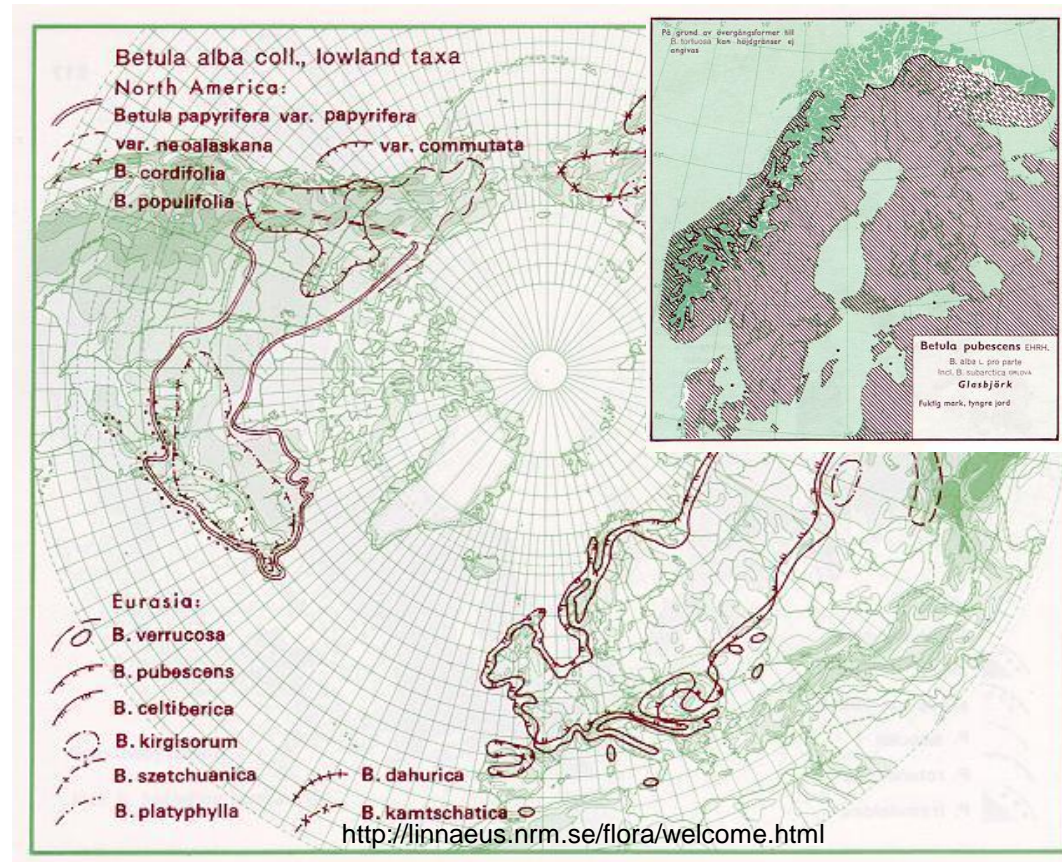 Betula alba coll., lowland taxa
North America:
Betula papyrifera var. papyrifera
var. neoalaskana
var. commutata
B. cordifolia
B. populifolia
På grund av övergångsformer till
B. tortuosa kan höjdgränser ej
angivas
Betula pubescens EHRH.
B. alba L. pro parte
Incl. B. subarctica ORLOVA
Glasbjörk
Fuktig mark, tyngre jord
Eurasia:
B. verrucosa
B. pubescens
B. celtiberica
B. kirgisorum
B. szetchuanica
B. platyphylla
B. dahurica
B. kamtschatica
http://linnaeus.nrm.se/flora/welcome.html